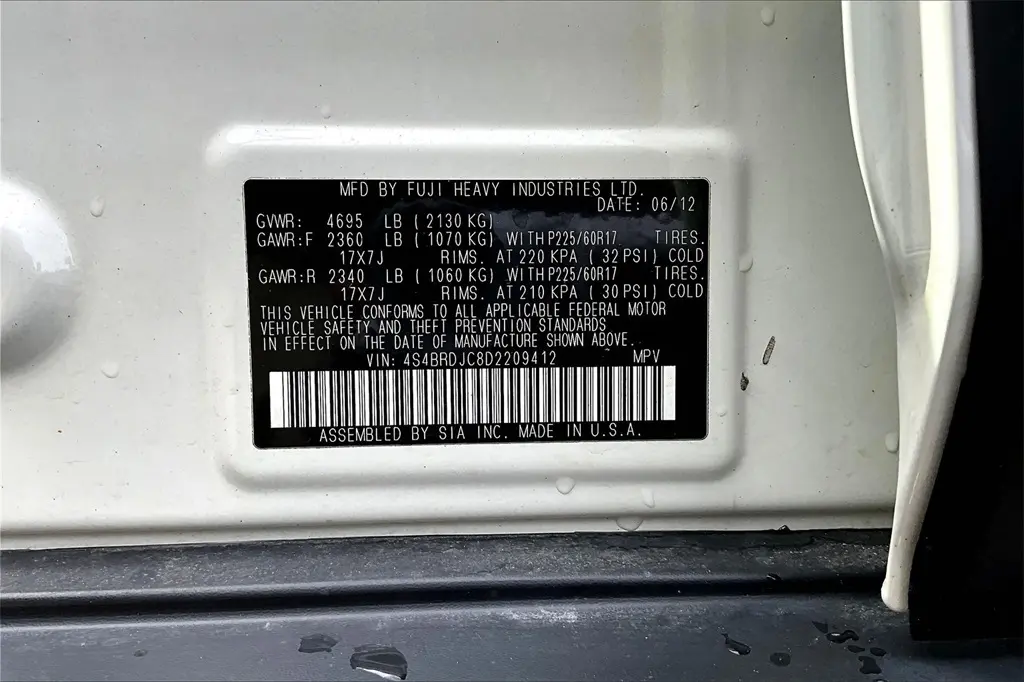 MFD BY FUJI HEAVY INDUSTRIES LTD.
DATE: 06/12
GVWR: 4695 LB (2130 KG)
GAWR:F 2360 LB (1070 KG) WITH P225/60R17 TIRES.
17X7J RIMS. AT 220 KPA (32 PSI) COLD
GAWR:R 2340 LB (1060 KG) WITH P225/60R17 TIRES.
17X7J RIMS. AT 210 KPA (30 PSI) COLD
THIS VEHICLE CONFORMS TO ALL APPLICABLE FEDERAL MOTOR
VEHICLE SAFETY AND THEFT PREVENTION STANDARDS
IN EFFECT ON THE DATE OF MANUFACTURE SHOWN ABOVE.
VIN: 4S4BRDJC8D2209412 MPV
ASSEMBLED BY SIA INC. MADE IN U.S.A.